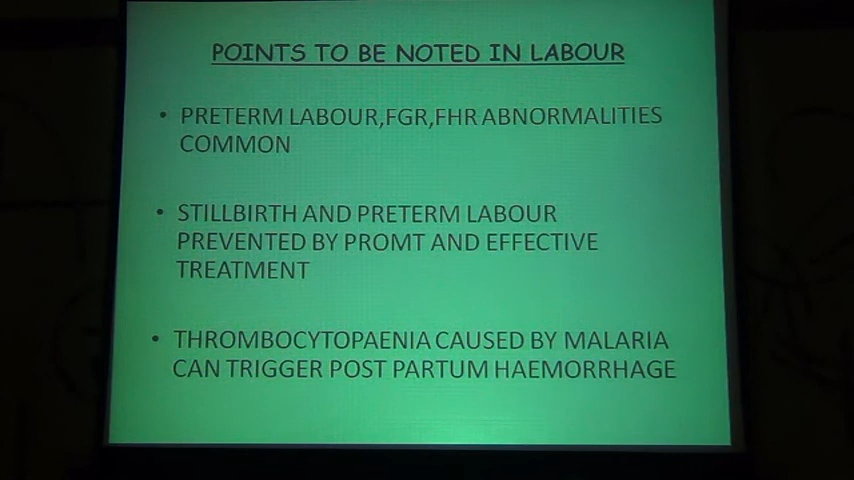 POINTS TO BE NOTED IN LABOUR
• PRETERM LABOUR,FGR,FHR ABNORMALITIES
COMMON
• STILLBIRTH AND PRETERM LABOUR
PREVENTED BY PROMT AND EFFECTIVE
TREATMENT
• THROMBOCYTOPAENIA CAUSED BY MALARIA
CAN TRIGGER POST PARTUM HAEMORRHAGE